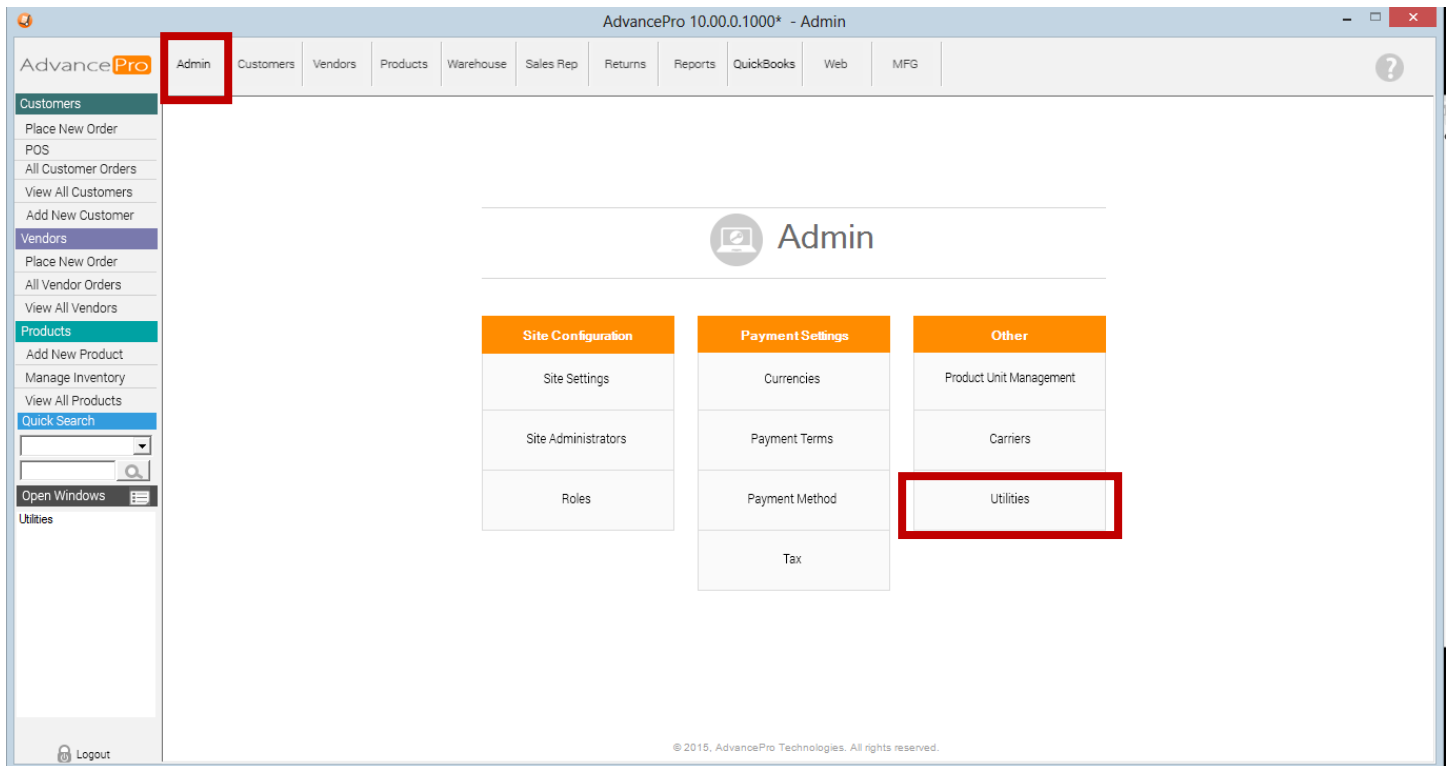 AdvancePro 10.00.0.1000* - Admin
AdvancePro
Admin Customers Vendors Products Warehouse Sales Rep Returns Reports QuickBooks Web MFG ?
Customers
Place New Order
POS
All Customer Orders
View All Customers
Add New Customer
Vendors
Place New Order
All Vendor Orders
View All Vendors
Products
Add New Product
Manage Inventory
View All Products
Quick Search
Open Windows
Utilities
Logout
Admin
Site Configuration
Site Settings
Site Administrators
Roles
Payment Settings
Currencies
Payment Terms
Payment Method
Tax
Other
Product Unit Management
Carriers
Utilities
© 2015, AdvancePro Technologies. All rights reserved.